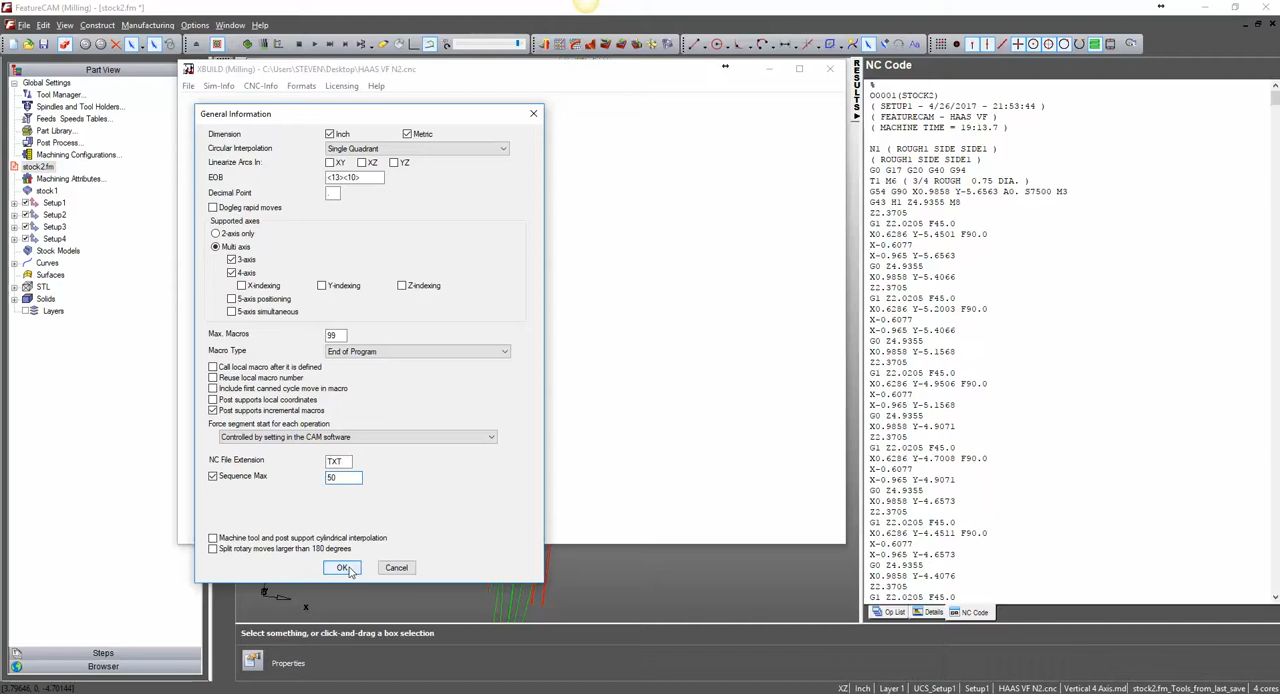 FeatureCAM (Milling) - [stock2.fm *]
File Edit View Construct Manufacturing Options Window Help
Part View
Global Settings
Tool Manager...
Spindles and Tool Holders...
Feeds Speeds Table...
Part Library...
Post Process...
Machining Configurations...
stock2.fm
Machining Attributes...
stock1
Setup1
Setup2
Setup3
Setup4
Stock Models
Curves
Surfaces
STL
Solids
Layers
Steps
Browser
XBUILD (Milling) - C:\Users\STEVEN\Desktop\HAAS VF N2.cnc
File Sim-Info CNC-Info Formats Licensing Help
General Information
Dimension Inch Metric
Circular Interpolation Single Quadrant
Linearize Arcs In: XY XZ YZ
EOB <13><10>
Decimal Point .
Dogleg rapid moves
Supported axes
2-axis only
Multi axis
3-axis
4-axis
X-indexing Y-indexing Z-indexing
5-axis positioning
5-axis simultaneous
Max. Macros 99
Macro Type End of Program
Call local macro after it is defined
Reuse local macro number
Include first canned cycle move in macro
Post supports local coordinates
Post supports incremental macros
Force segment start for each operation
Controlled by setting in the CAM software
NC File Extension TXT
Sequence Max 50
Machine tool and post support cylindrical interpolation
Split rotary moves larger than 180 degrees
OK Cancel
X
Select something, or click-and-drag a box selection
Properties
RESULTS
NC Code
%
O0001(STOCK2)
( SETUP1 - 4/26/2017 - 21:53:44 )
( FEATURECAM - HAAS VF )
( MACHINE TIME = 19:13.7 )
N1 ( ROUGH1 SIDE SIDE1 )
( ROUGH1 SIDE SIDE1 )
G0 G17 G20 G40 G94
T1 M6 ( 3/4 ROUGH 0.75 DIA. )
G54 G90 X0.9858 Y-5.6563 A0. S7500 M3
G43 H1 Z4.9355 M8
Z2.3705
G1 Z2.0205 F45.0
X0.6286 Y-5.4501 F90.0
X-0.6077
X-0.965 Y-5.6563
G0 Z4.9355
X0.6286 Y-5.4066
Z2.3705
G1 Z2.0205 F45.0
X0.6286 Y-5.2003 F90.0
X-0.6077
X-0.965 Y-5.4066
G0 Z4.9355
X0.9858 Y-5.1568
Z2.3705
G1 Z2.0205 F45.0
X0.6286 Y-4.9506 F90.0
X-0.6077
X-0.965 Y-5.1568
G0 Z4.9355
X0.9858 Y-4.9071
Z2.3705
G1 Z2.0205 F45.0
X0.6286 Y-4.7008 F90.0
X-0.6077
X-0.965 Y-4.9071
G0 Z4.9355
X0.9858 Y-4.6573
Z2.3705
G1 Z2.0205 F45.0
X0.6286 Y-4.4511 F90.0
X-0.6077
X-0.965 Y-4.6573
G0 Z4.9355
X0.9858 Y-4.4076
Z2.3705
G1 Z2.0205 F45.0
Op List Details NC Code
[3.79646, 0, -4.70144]
XZ Inch Layer 1 UCS_Setup1 Setup1 HAAS VF N2.cnc Vertical 4 Axis.md stock2.fm_Tools_from_last_save 4 cores